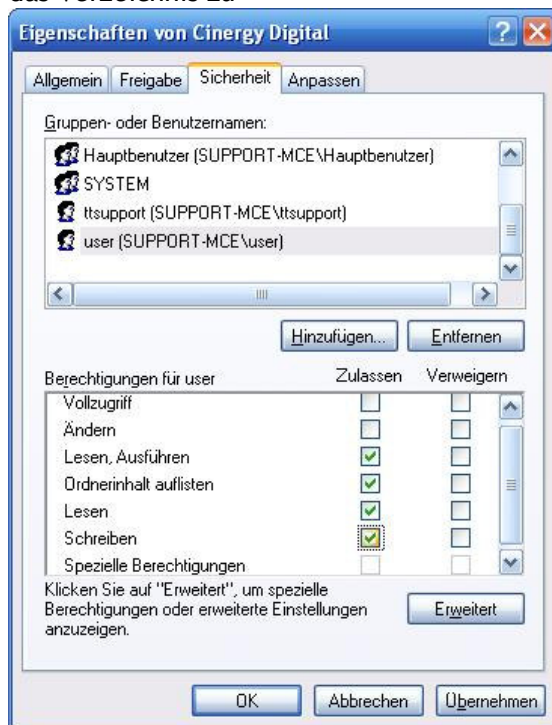 das Verzeichnis zu
Eigenschaften von Cinergy Digital
Allgemein Freigabe Sicherheit Anpassen
Gruppen- oder Benutzernamen:
Hauptbenutzer (SUPPORT-MCE\Hauptbenutzer)
SYSTEM
ttsupport (SUPPORT-MCE\ttsupport)
user (SUPPORT-MCE\user)
Hinzufügen... Entfernen
Berechtigungen für user Zulassen Verweigern
Vollzugriff
Ändern
Lesen, Ausführen
Ordnerinhalt auflisten
Lesen
Schreiben
Spezielle Berechtigungen
Klicken Sie auf "Erweitert", um spezielle
Berechtigungen oder erweiterte Einstellungen
anzuzeigen.
Erweitert
OK Abbrechen Übernehmen